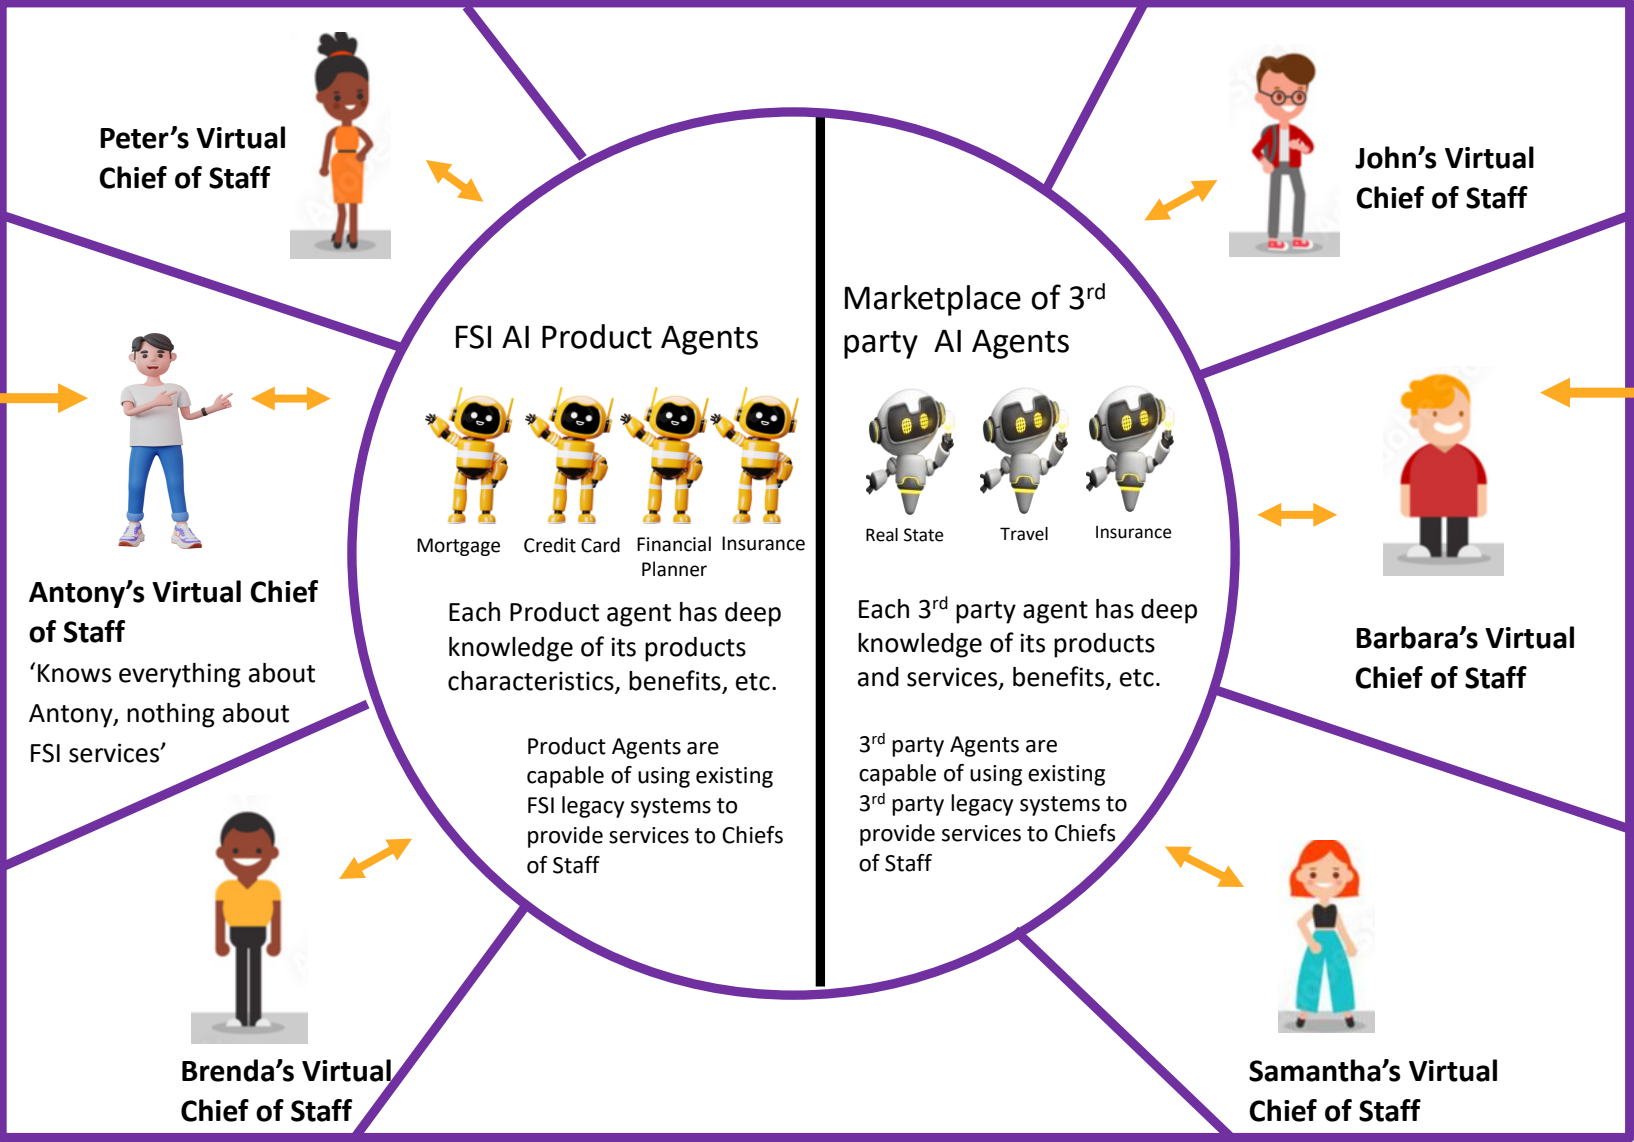 Peter’s Virtual
Chief of Staff
John’s Virtual
Chief of Staff
Antony’s Virtual Chief
of Staff
‘Knows everything about
Antony, nothing about
FSI services’
FSI AI Product Agents
Mortgage
Credit Card
Financial
Planner
Insurance
Each Product agent has deep
knowledge of its products
characteristics, benefits, etc.
Product Agents are
capable of using existing
FSI legacy systems to
provide services to Chiefs
of Staff
Marketplace of 3rd
party AI Agents
Real State
Travel
Insurance
Each 3rd party agent has deep
knowledge of its products
and services, benefits, etc.
3rd party Agents are
capable of using existing
3rd party legacy systems to
provide services to Chiefs
of Staff
Barbara’s Virtual
Chief of Staff
Brenda’s Virtual
Chief of Staff
Samantha’s Virtual
Chief of Staff